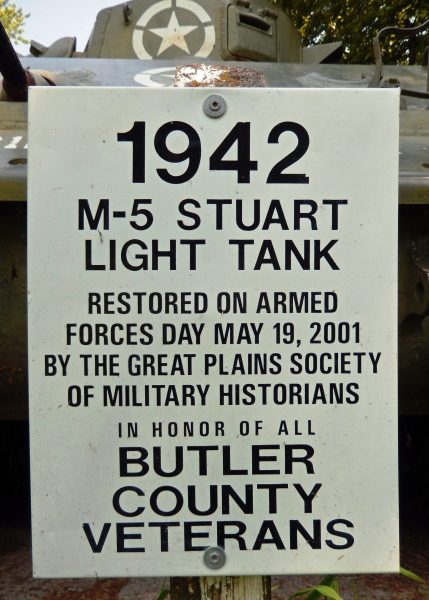 1942
M-5 STUART
LIGHT TANK
RESTORED ON ARMED
FORCES DAY MAY 19, 2001
BY THE GREAT PLAINS SOCIETY
OF MILITARY HISTORIANS
IN HONOR OF ALL
BUTLER
COUNTY
VETERANS